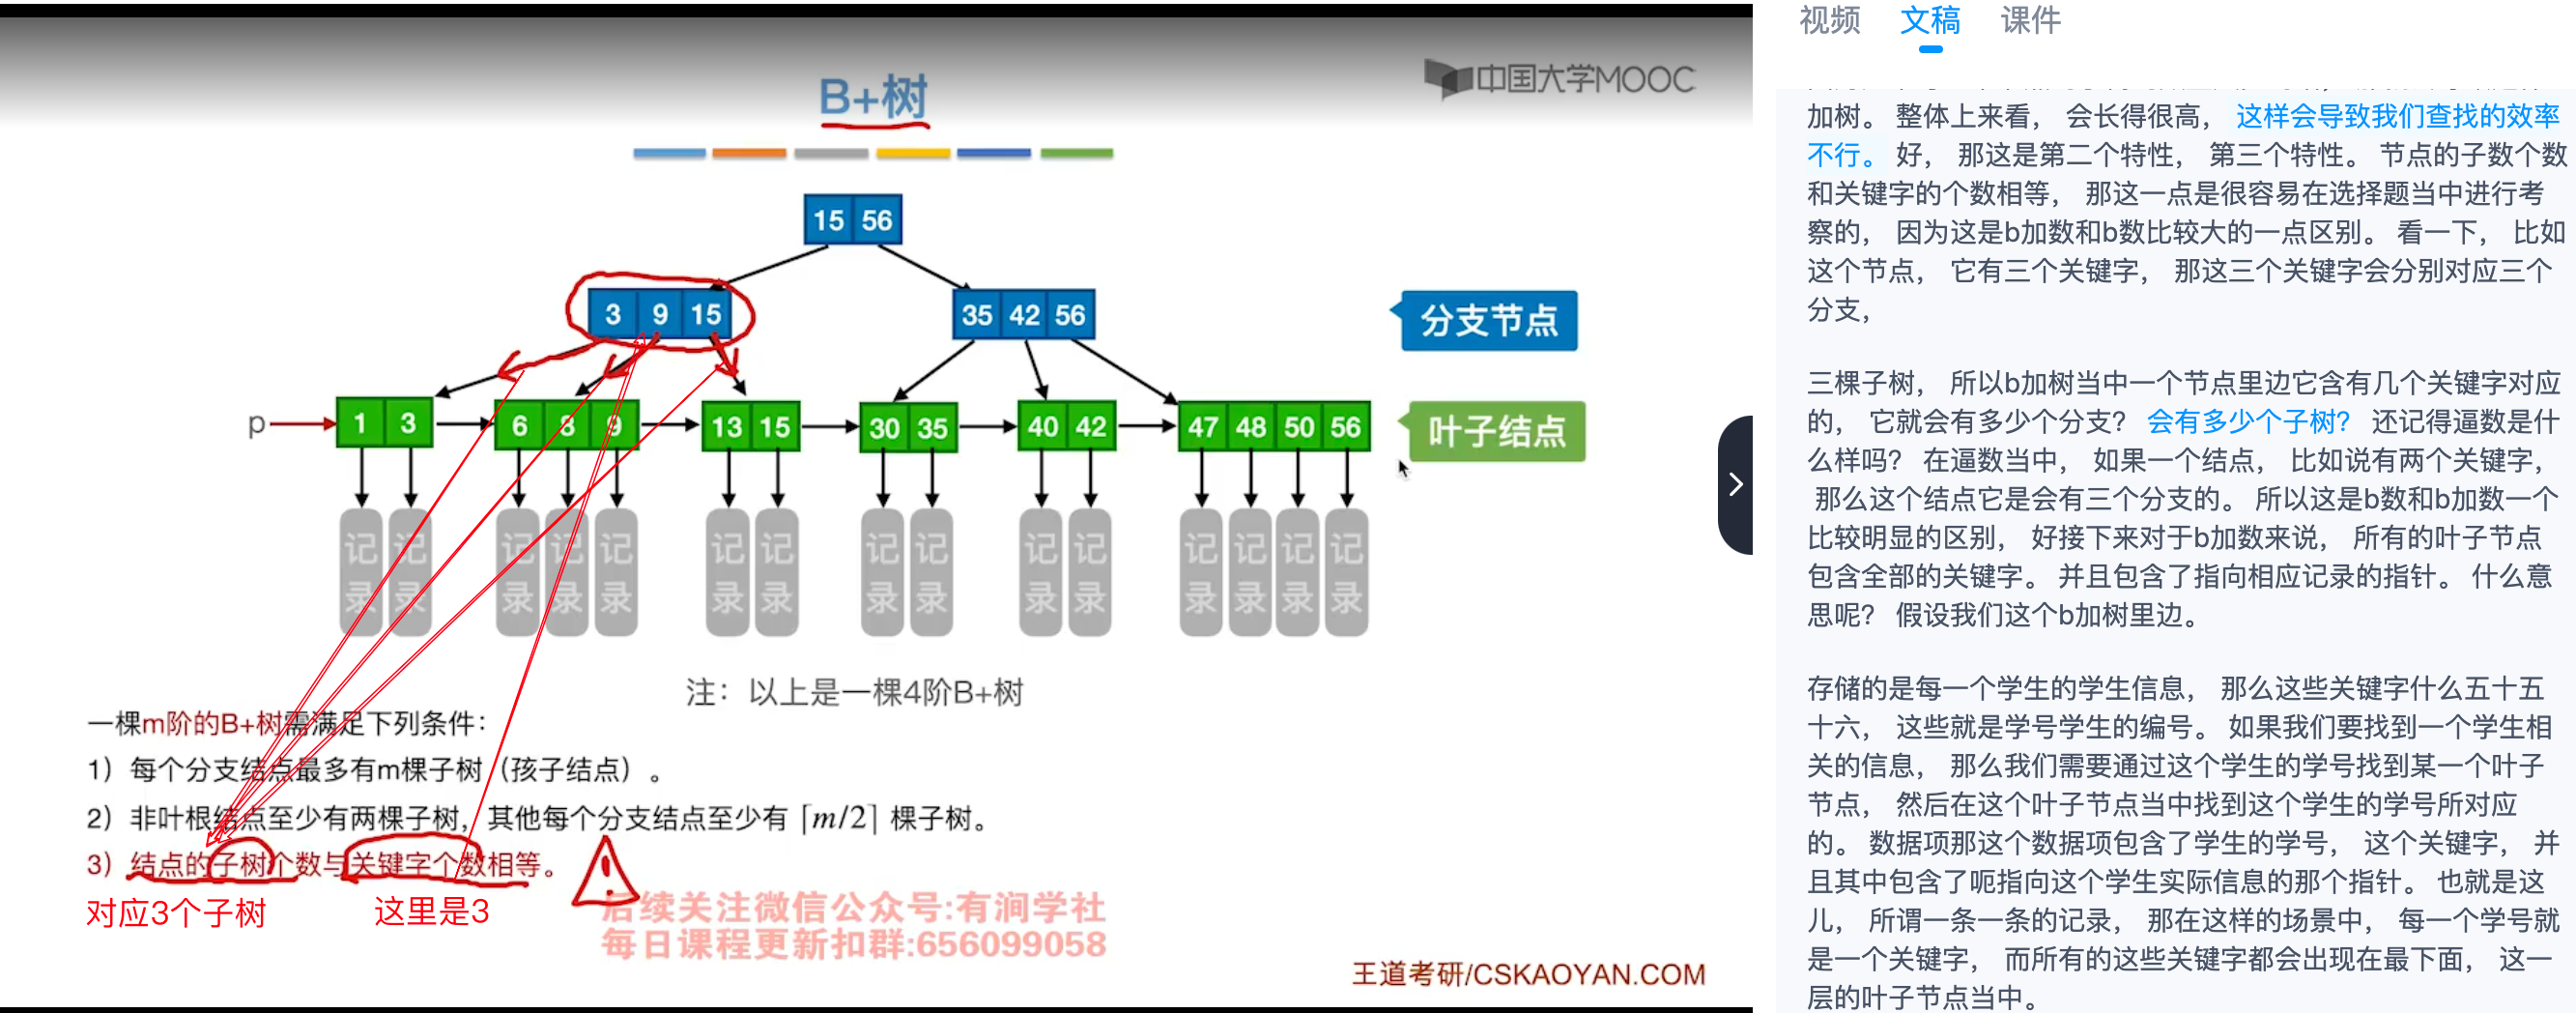 中国大学MOOC
B+树
15 56
3 9 15
35 42 56
分支节点
p
1 3
6 8 9
13 15
30 35
40 42
47 48 50 56
叶子结点
记录 记录 记录 记录 记录 记录 记录 记录 记录 记录 记录 记录 记录 记录 记录
注：以上是一棵4阶B+树
一棵m阶的B+树需满足下列条件：
1）每个分支结点最多有m棵子树（孩子结点）。
2）非叶根结点至少有两棵子树，其他每个分支结点至少有 ⌈m/2⌉ 棵子树。
3）结点的子树个数与关键字个数相等。
对应3个子树
这里是3
后续关注微信公众号:有涧学社
每日课程更新扣群:656099058
王道考研/CSKAOYAN.COM
视频 文稿 课件
加树。 整体上来看， 会长得很高， 这样会导致我们查找的效率
不行。 好， 那这是第二个特性， 第三个特性。 节点的子数个数
和关键字的个数相等， 那这一点是很容易在选择题当中进行考
察的， 因为这是b加数和b数比较大的一点区别。 看一下， 比如
这个节点， 它有三个关键字， 那这三个关键字会分别对应三个
分支，
三棵子树， 所以b加树当中一个节点里边它含有几个关键字对应
的， 它就会有多少个分支？ 会有多少个子树？ 还记得逼数是什
么样吗？ 在逼数当中， 如果一个结点， 比如说有两个关键字，
那么这个结点它是会有三个分支的。 所以这是b数和b加数一个
比较明显的区别， 好接下来对于b加数来说， 所有的叶子节点
包含全部的关键字。 并且包含了指向相应记录的指针。 什么意
思呢？ 假设我们这个b加树里边。
存储的是每一个学生的学生信息， 那么这些关键字什么五十五
十六， 这些就是学号学生的编号。 如果我们要找到一个学生相
关的信息， 那么我们需要通过这个学生的学号找到某一个叶子
节点， 然后在这个叶子节点当中找到这个学生的学号所对应
的。 数据项那这个数据项包含了学生的学号， 这个关键字， 并
且其中包含了呃指向这个学生实际信息的那个指针。 也就是这
儿， 所谓一条一条的记录， 那在这样的场景中， 每一个学号就
是一个关键字， 而所有的这些关键字都会出现在最下面， 这一
层的叶子节点当中。